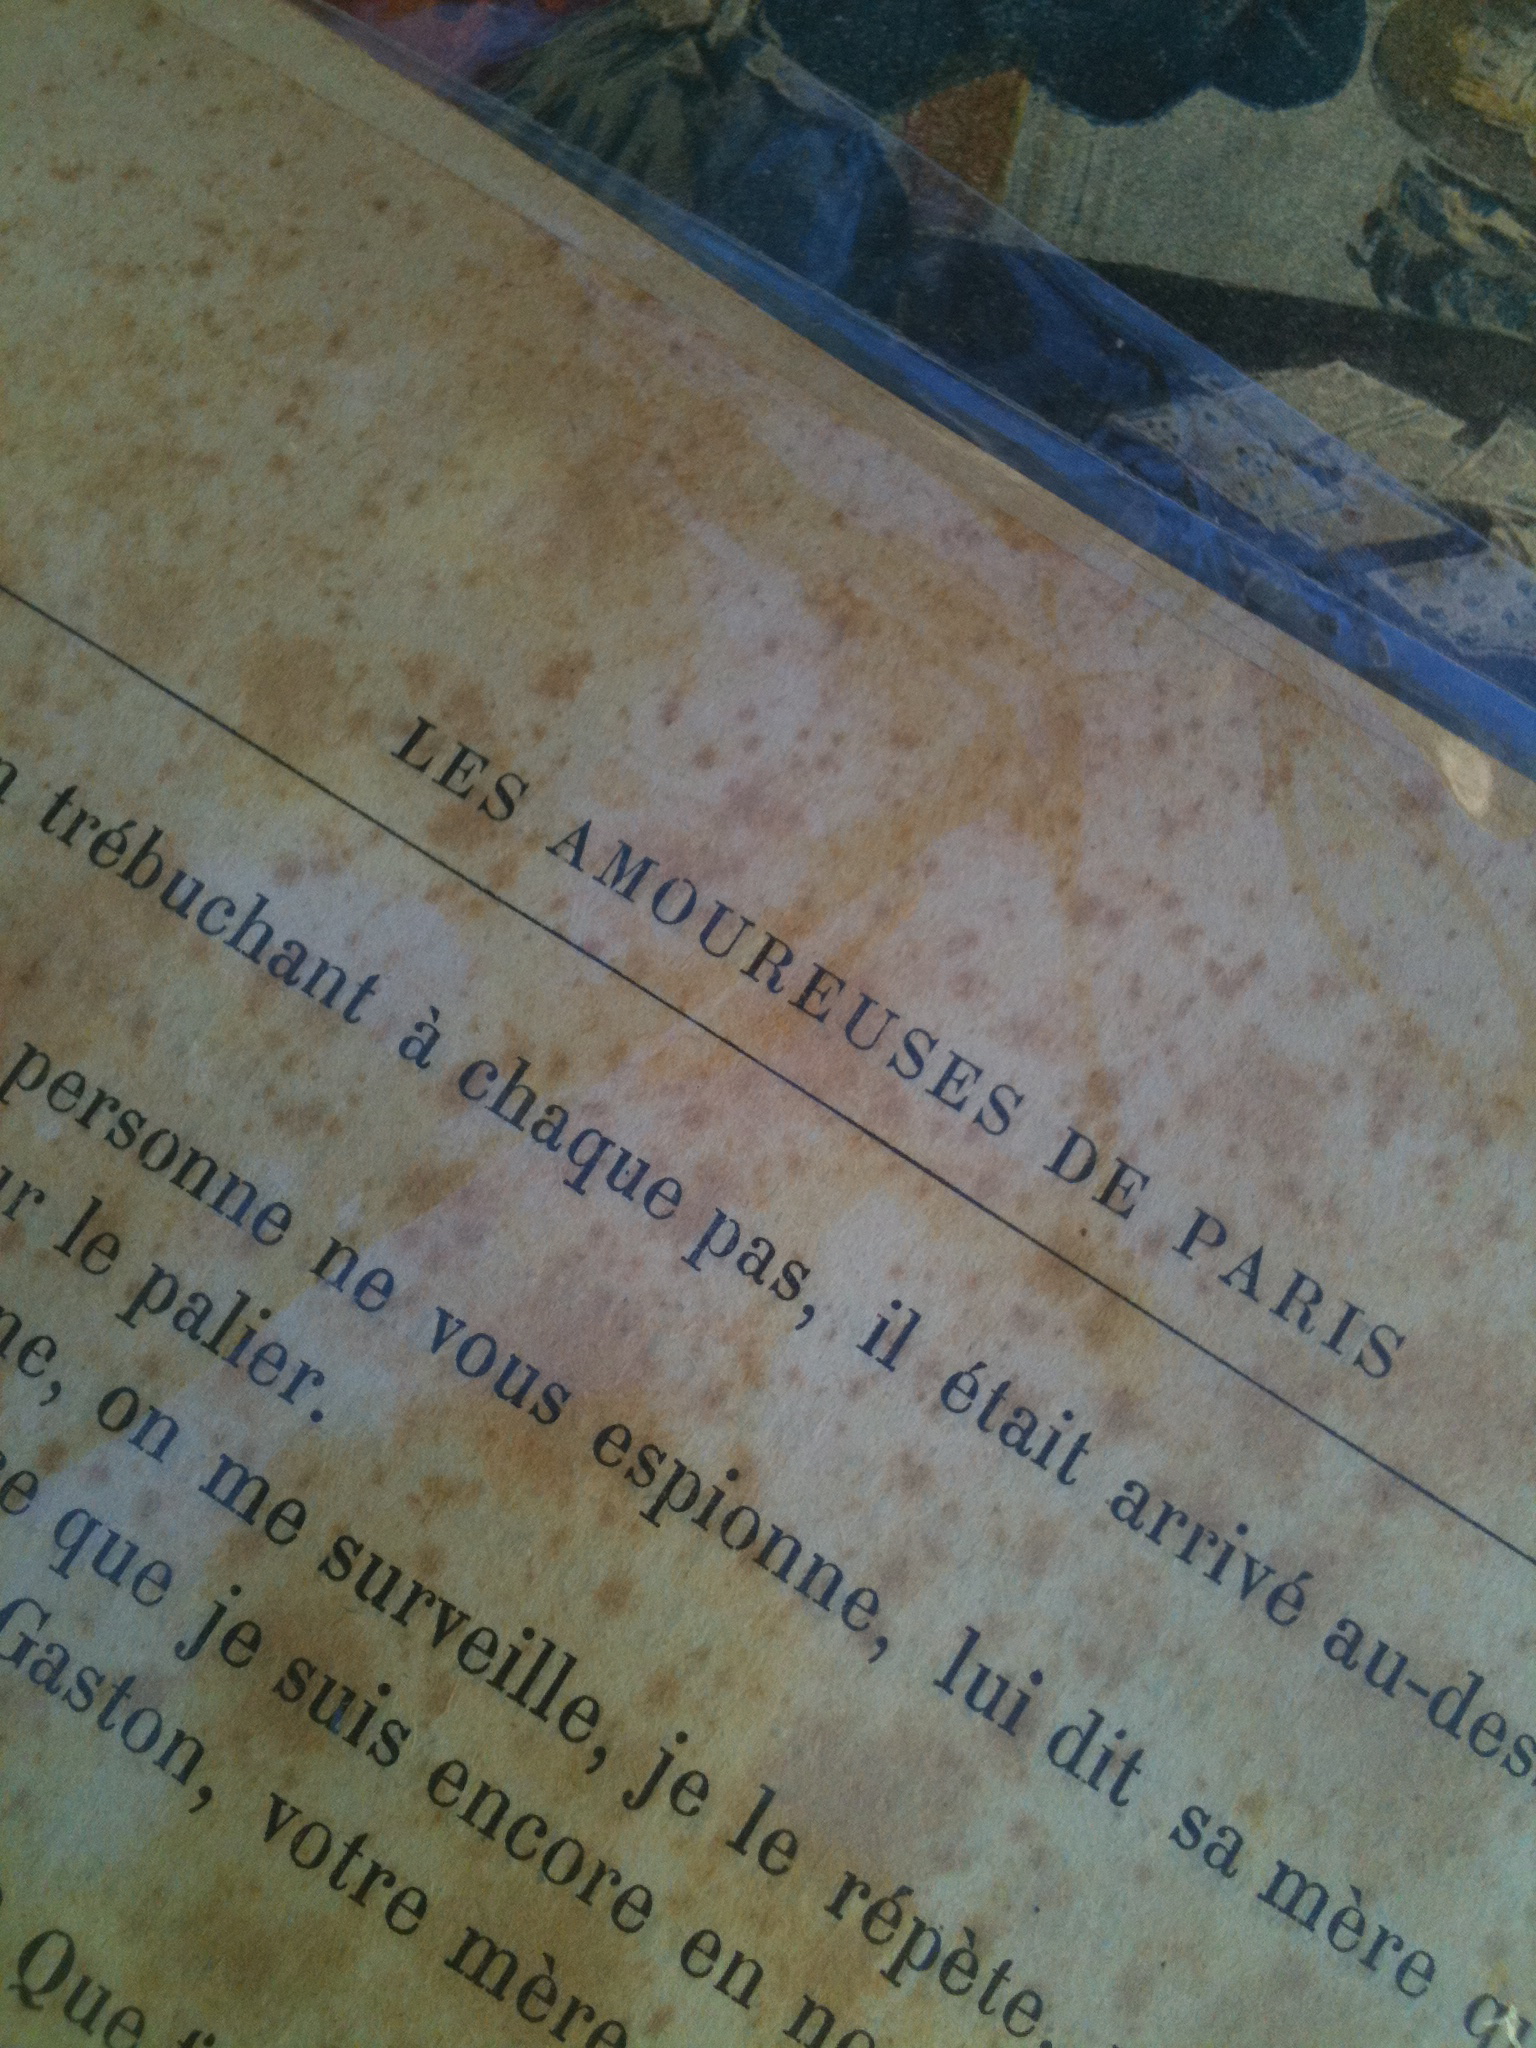 LES AMOUREUSES DE PARIS
trébuchant à chaque pas, il était arrivé au-des
personne ne vous espionne, lui dit sa mère
le palier.
on me surveille, je le répète.
que je suis encore en
Gaston, votre mère
Que